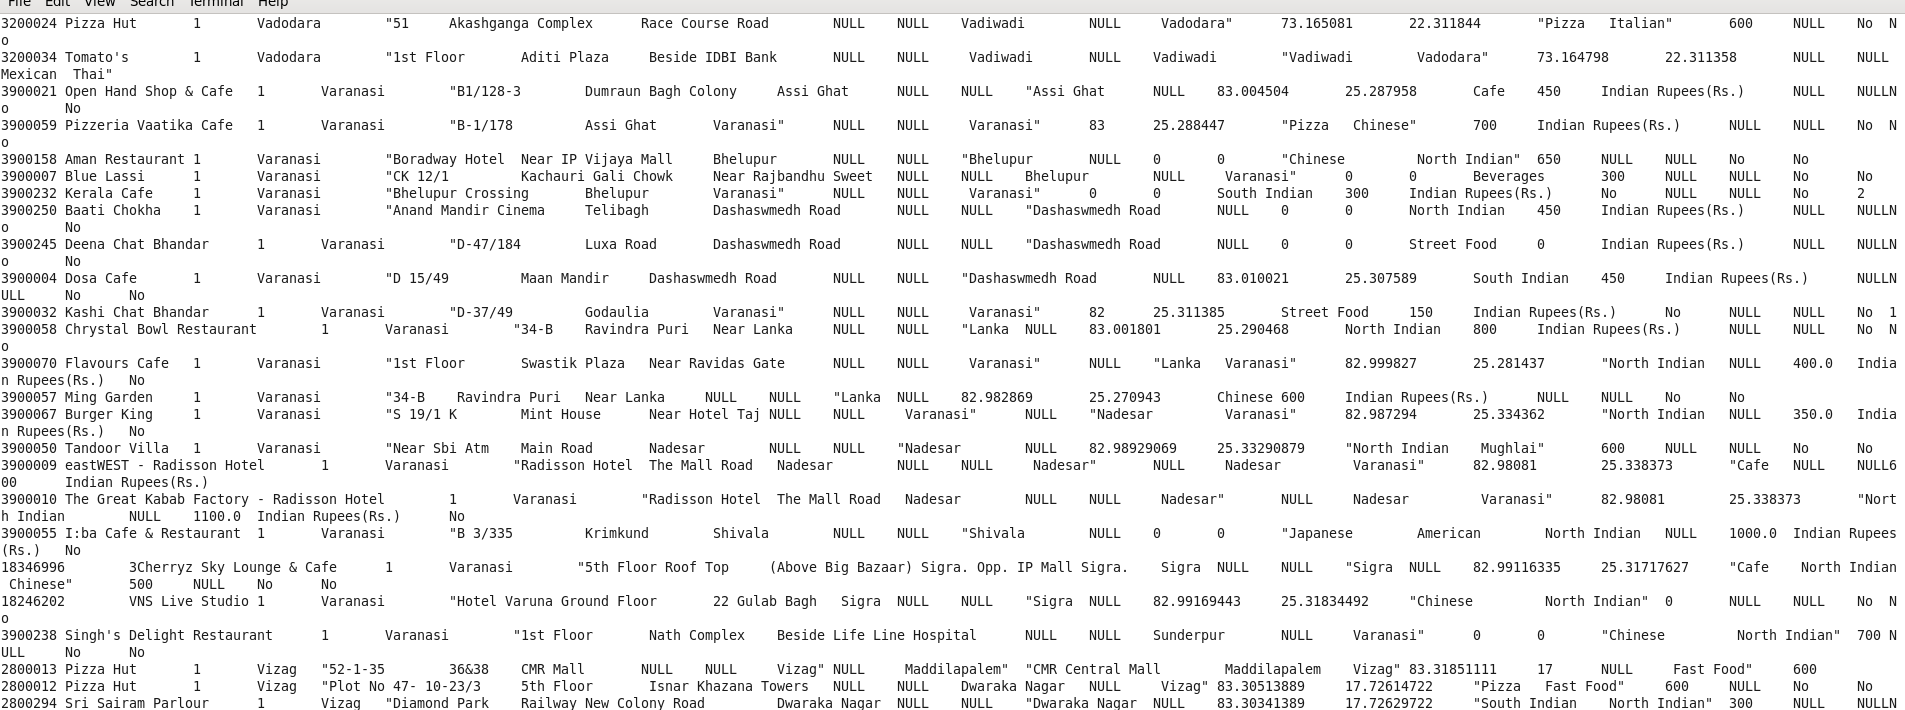 File Edit View Search Terminal Help
3200024 Pizza Hut 1 Vadodara "51 Akashganga Complex Race Course Road NULL NULL Vadiwadi NULL Vadodara" 73.165081 22.311844 "Pizza Italian" 600 NULL No N
o
3200034 Tomato's 1 Vadodara "1st Floor Aditi Plaza Beside IDBI Bank NULL NULL Vadiwadi NULL Vadiwadi "Vadiwadi Vadodara" 73.164798 22.311358 NULL NULL
Mexican Thai"
3900021 Open Hand Shop & Cafe 1 Varanasi "B1/128-3 Dumraun Bagh Colony Assi Ghat NULL NULL "Assi Ghat NULL 83.004504 25.287958 Cafe 450 Indian Rupees(Rs.) NULL NULLN
o No
3900059 Pizzeria Vaatika Cafe 1 Varanasi "B-1/178 Assi Ghat Varanasi" NULL NULL Varanasi" 83 25.288447 "Pizza Chinese" 700 Indian Rupees(Rs.) NULL NULL No N
o
3900158 Aman Restaurant 1 Varanasi "Boradway Hotel Near IP Vijaya Mall Bhelupur NULL NULL "Bhelupur NULL 0 0 "Chinese North Indian" 650 NULL NULL No No
3900007 Blue Lassi 1 Varanasi "CK 12/1 Kachauri Gali Chowk Near Rajbandhu Sweet NULL NULL Bhelupur NULL Varanasi" 0 0 Beverages 300 NULL NULL No No
3900232 Kerala Cafe 1 Varanasi "Bhelupur Crossing Bhelupur Varanasi" NULL NULL Varanasi" 0 0 South Indian 300 Indian Rupees(Rs.) No NULL NULL No 2
3900250 Baati Chokha 1 Varanasi "Anand Mandir Cinema Telibagh Dashaswmedh Road NULL NULL "Dashaswmedh Road NULL 0 0 North Indian 450 Indian Rupees(Rs.) NULL NULLN
o No
3900245 Deena Chat Bhandar 1 Varanasi "D-47/184 Luxa Road Dashaswmedh Road NULL NULL "Dashaswmedh Road NULL 0 0 Street Food 0 Indian Rupees(Rs.) NULL NULLN
o No
3900004 Dosa Cafe 1 Varanasi "D 15/49 Maan Mandir Dashaswmedh Road NULL NULL "Dashaswmedh Road NULL 83.010021 25.307589 South Indian 450 Indian Rupees(Rs.) NULLN
ULL No No
3900032 Kashi Chat Bhandar 1 Varanasi "D-37/49 Godaulia Varanasi" NULL NULL Varanasi" 82 25.311385 Street Food 150 Indian Rupees(Rs.) No NULL NULL No 1
3900058 Chrystal Bowl Restaurant 1 Varanasi "34-B Ravindra Puri Near Lanka NULL NULL "Lanka NULL 83.001801 25.290468 North Indian 800 Indian Rupees(Rs.) NULL NULL No N
o
3900070 Flavours Cafe 1 Varanasi "1st Floor Swastik Plaza Near Ravidas Gate NULL NULL Varanasi" NULL "Lanka Varanasi" 82.999827 25.281437 "North Indian NULL 400.0 India
n Rupees(Rs.) No
3900057 Ming Garden 1 Varanasi "34-B Ravindra Puri Near Lanka NULL NULL "Lanka NULL 82.982869 25.270943 Chinese 600 Indian Rupees(Rs.) NULL NULL No No
3900067 Burger King 1 Varanasi "S 19/1 K Mint House Near Hotel Taj NULL NULL Varanasi" NULL "Nadesar Varanasi" 82.987294 25.334362 "North Indian NULL 350.0 India
n Rupees(Rs.) No
3900050 Tandoor Villa 1 Varanasi "Near Sbi Atm Main Road Nadesar NULL NULL "Nadesar NULL 82.98929069 25.33290879 "North Indian Mughlai" 600 NULL NULL No No
3900009 eastWEST - Radisson Hotel 1 Varanasi "Radisson Hotel The Mall Road Nadesar NULL NULL Nadesar" NULL Nadesar Varanasi" 82.98081 25.338373 "Cafe NULL NULL6
00 Indian Rupees(Rs.)
3900010 The Great Kabab Factory - Radisson Hotel 1 Varanasi "Radisson Hotel The Mall Road Nadesar NULL NULL Nadesar" NULL Nadesar Varanasi" 82.98081 25.338373 "Nort
h Indian NULL 1100.0 Indian Rupees(Rs.) No
3900055 I:ba Cafe & Restaurant 1 Varanasi "B 3/335 Krimkund Shivala NULL NULL "Shivala NULL 0 0 "Japanese American North Indian NULL 1000.0 Indian Rupees
(Rs.) No
18346996 3Cherryz Sky Lounge & Cafe 1 Varanasi "5th Floor Roof Top (Above Big Bazaar) Sigra. Opp. IP Mall Sigra. Sigra NULL NULL "Sigra NULL 82.99116335 25.31717627 "Cafe North Indian
Chinese" 500 NULL No No
18246202 VNS Live Studio 1 Varanasi "Hotel Varuna Ground Floor 22 Gulab Bagh Sigra NULL NULL "Sigra NULL 82.99169443 25.31834492 "Chinese North Indian" 0 NULL NULL No N
o
3900238 Singh's Delight Restaurant 1 Varanasi "1st Floor Nath Complex Beside Life Line Hospital NULL NULL Sunderpur NULL Varanasi" 0 0 "Chinese North Indian" 700 N
ULL No No
2800013 Pizza Hut 1 Vizag "52-1-35 36&38 CMR Mall NULL NULL Vizag" NULL Maddilapalem" "CMR Central Mall Maddilapalem Vizag" 83.31851111 17 NULL Fast Food" 600
2800012 Pizza Hut 1 Vizag "Plot No 47- 10-23/3 5th Floor Isnar Khazana Towers NULL NULL Dwaraka Nagar NULL Vizag" 83.30513889 17.72614722 "Pizza Fast Food" 600 NULL No No
2800294 Sri Sairam Parlour 1 Vizag "Diamond Park Railway New Colony Road Dwaraka Nagar NULL NULL "Dwaraka Nagar NULL 83.30341389 17.72629722 "South Indian North Indian" 300 NULL NULLN